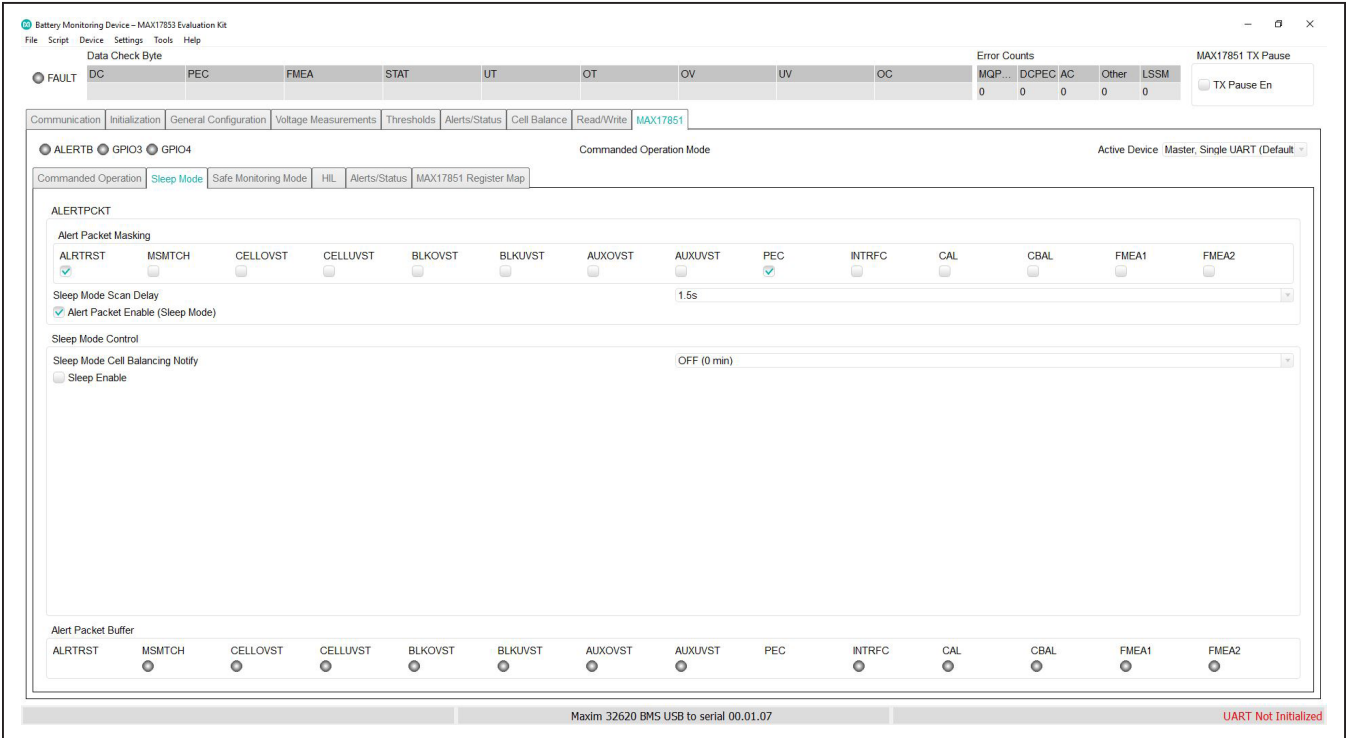 Battery Monitoring Device – MAX17853 Evaluation Kit
File Script Device Settings Tools Help
Data Check Byte Error Counts MAX17851 TX Pause
FAULT DC PEC FMEA STAT UT OT OV UV OC MQP... DCPEC AC Other LSSM TX Pause En
0 0 0 0 0
Communication Initialization General Configuration Voltage Measurements Thresholds Alerts/Status Cell Balance Read/Write MAX17851
ALERTB GPIO3 GPIO4 Commanded Operation Mode Active Device Master, Single UART (Default
Commanded Operation Sleep Mode Safe Monitoring Mode HIL Alerts/Status MAX17851 Register Map
ALERTPCKT
Alert Packet Masking
ALRTRST MSMTCH CELLOVST CELLUVST BLKOVST BLKUVST AUXOVST AUXUVST PEC INTRFC CAL CBAL FMEA1 FMEA2
Sleep Mode Scan Delay 1.5s
Alert Packet Enable (Sleep Mode)
Sleep Mode Control
Sleep Mode Cell Balancing Notify OFF (0 min)
Sleep Enable
Alert Packet Buffer
ALRTRST MSMTCH CELLOVST CELLUVST BLKOVST BLKUVST AUXOVST AUXUVST PEC INTRFC CAL CBAL FMEA1 FMEA2
Maxim 32620 BMS USB to serial 00.01.07 UART Not Initialized